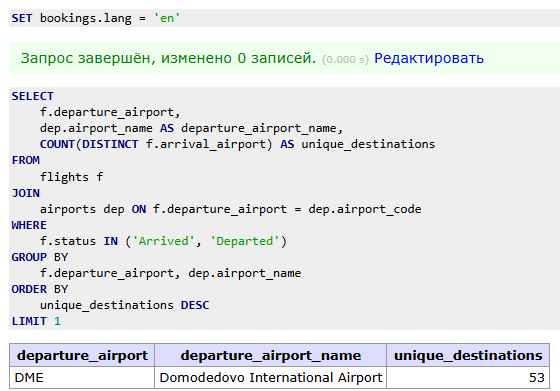 SET bookings.lang = 'en'
Запрос завершён, изменено 0 записей. (0.000 s) Редактировать
SELECT
f.departure_airport,
dep.airport_name AS departure_airport_name,
COUNT(DISTINCT f.arrival_airport) AS unique_destinations
FROM
flights f
JOIN
airports dep ON f.departure_airport = dep.airport_code
WHERE
f.status IN ('Arrived', 'Departed')
GROUP BY
f.departure_airport, dep.airport_name
ORDER BY
unique_destinations DESC
LIMIT 1
departure_airport departure_airport_name unique_destinations
DME Domodedovo International Airport 53